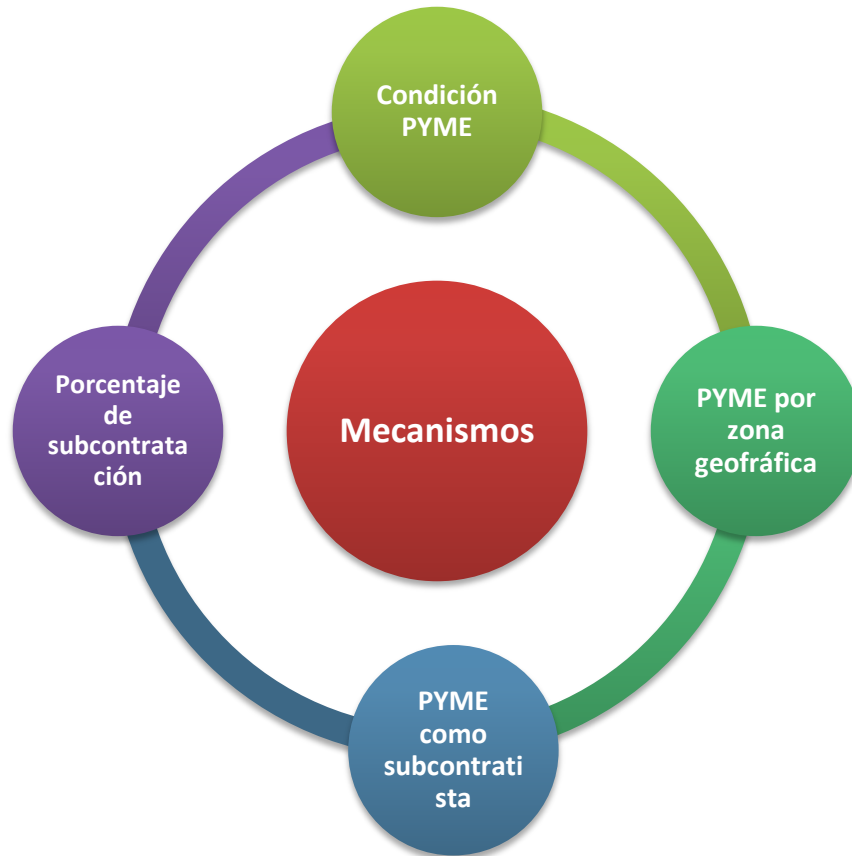 Condición
PYME
Porcentaje
de
subcontrata
ción
Mecanismos
PYME por
zona
geofráfica
PYME
como
subcontrati
sta